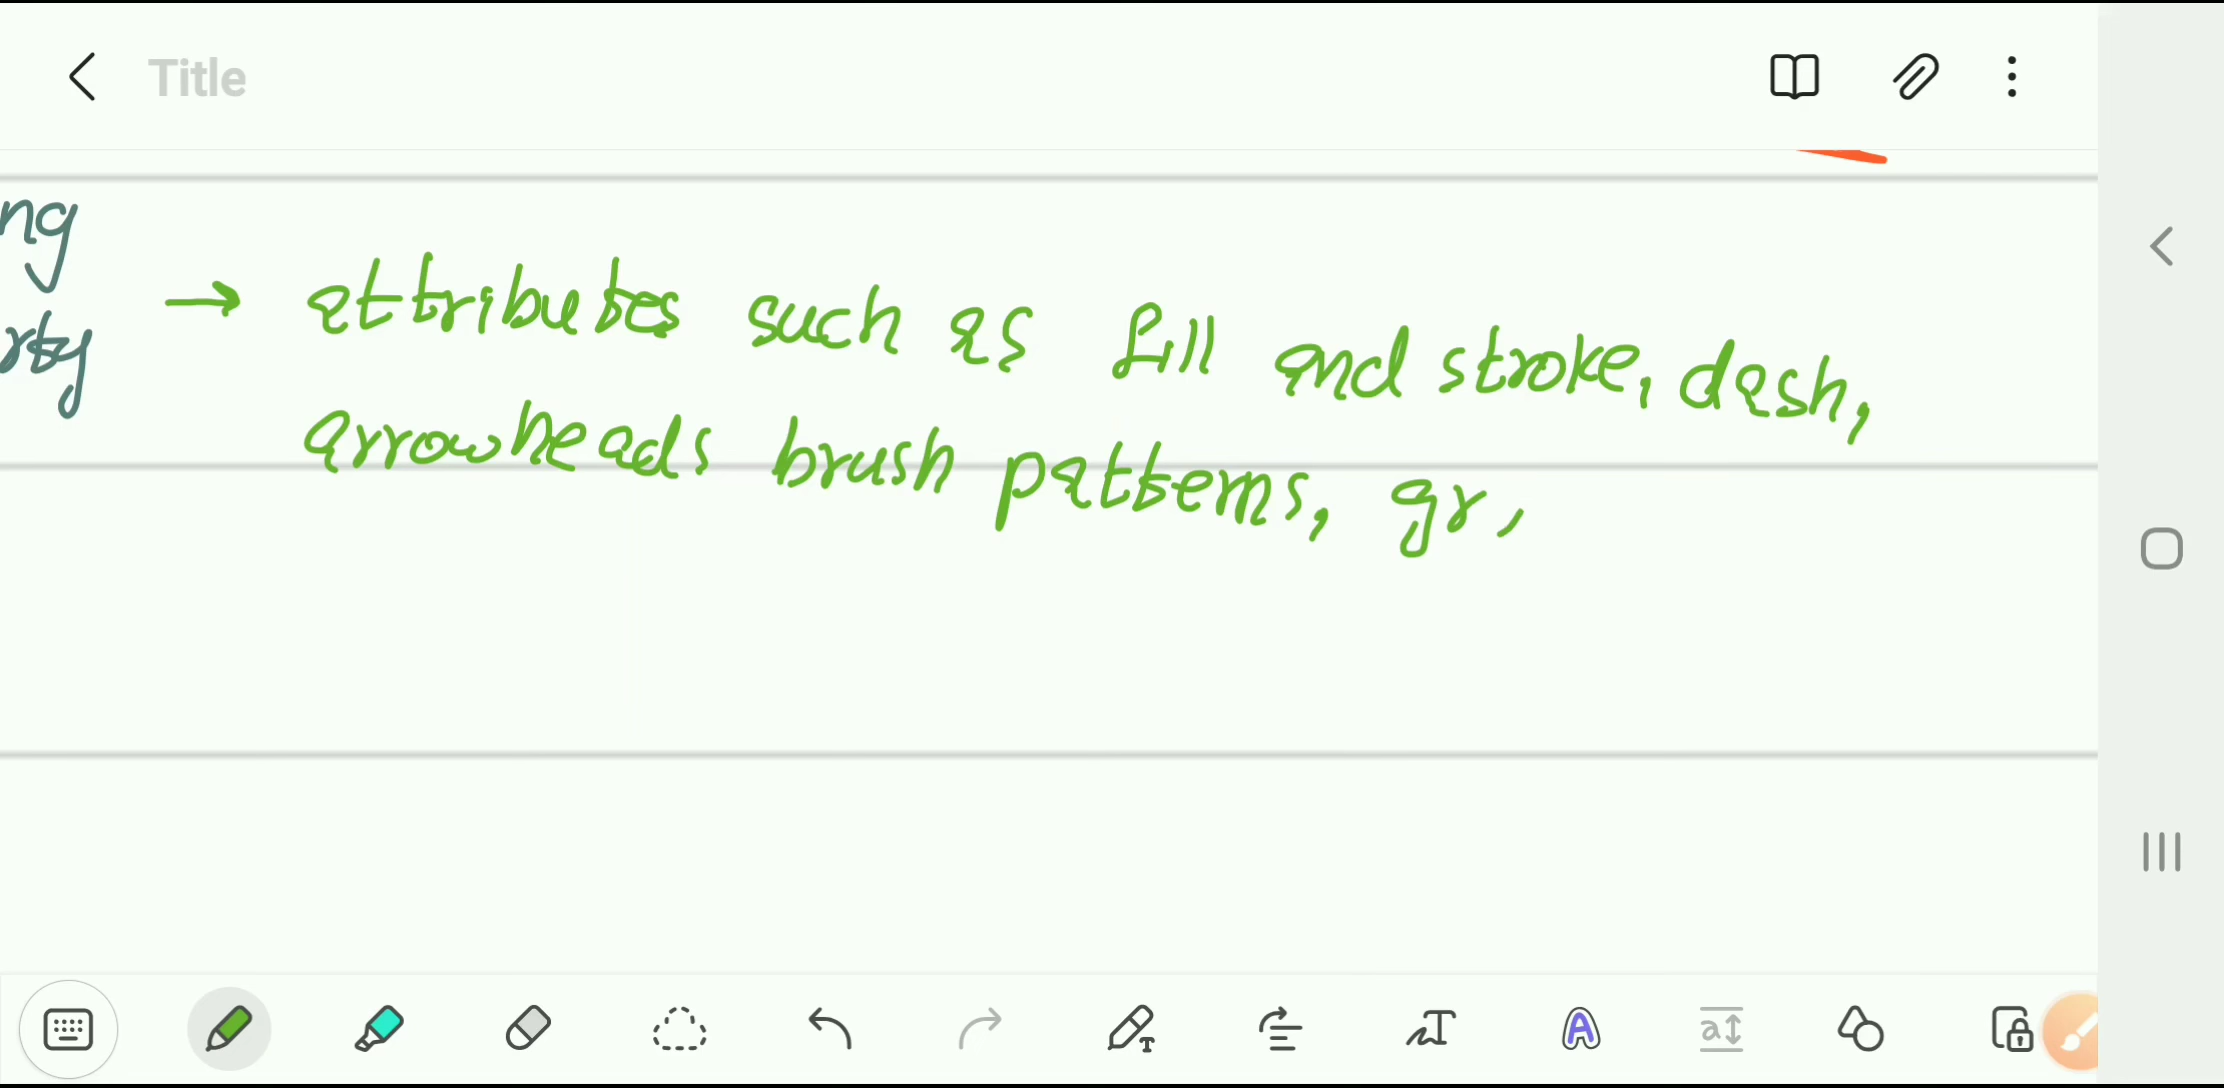 Title
ng
rty
→ attributes such as fill and stroke, dash,
arrowheads brush patterns, gr